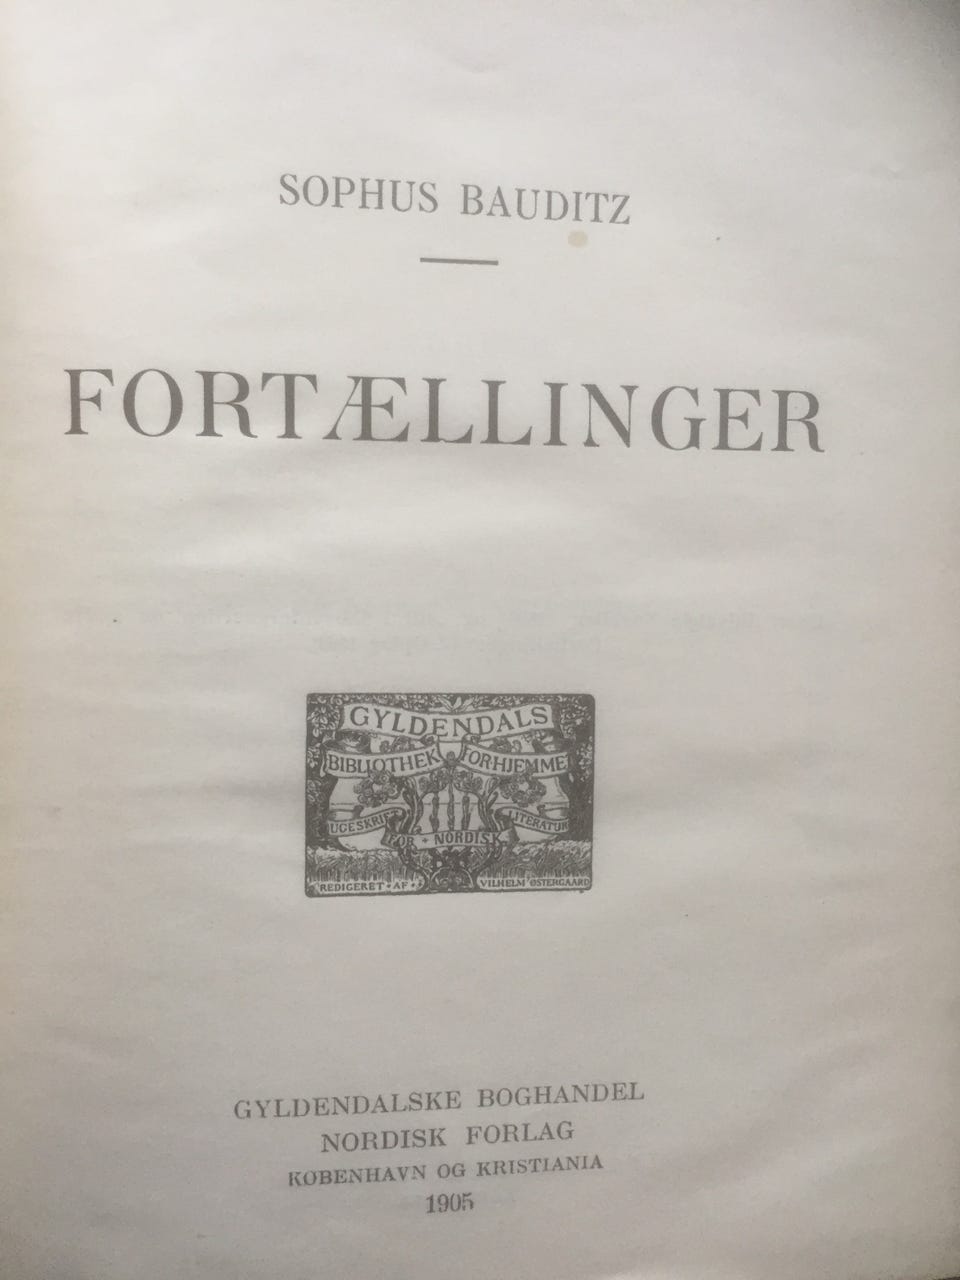 SOPHUS BAUDITZ
FORTÆLLINGER
GYLDENDALS
BIBLIOTHEK FOR HJEMMET
UGESKRIFT LITERATUR
FOR + NORDISK
REDIGERET • AF • VILHELM ØSTERGAARD
GYLDENDALSKE BOGHANDEL
NORDISK FORLAG
KØBENHAVN OG KRISTIANIA
1905